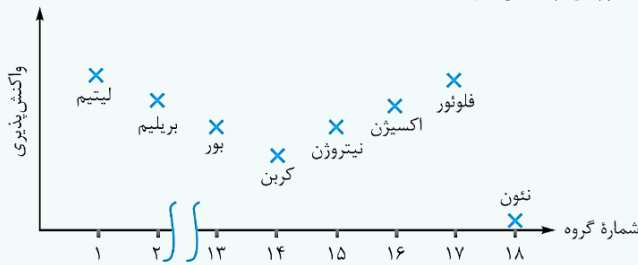 واکنش‌پذیری
لیتیم
بریلیم
بور
کربن
نیتروژن
اکسیژن
فلوئور
نئون
۱ ۲ ۱۳ ۱۴ ۱۵ ۱۶ ۱۷ ۱۸
شمارهٔ گروه